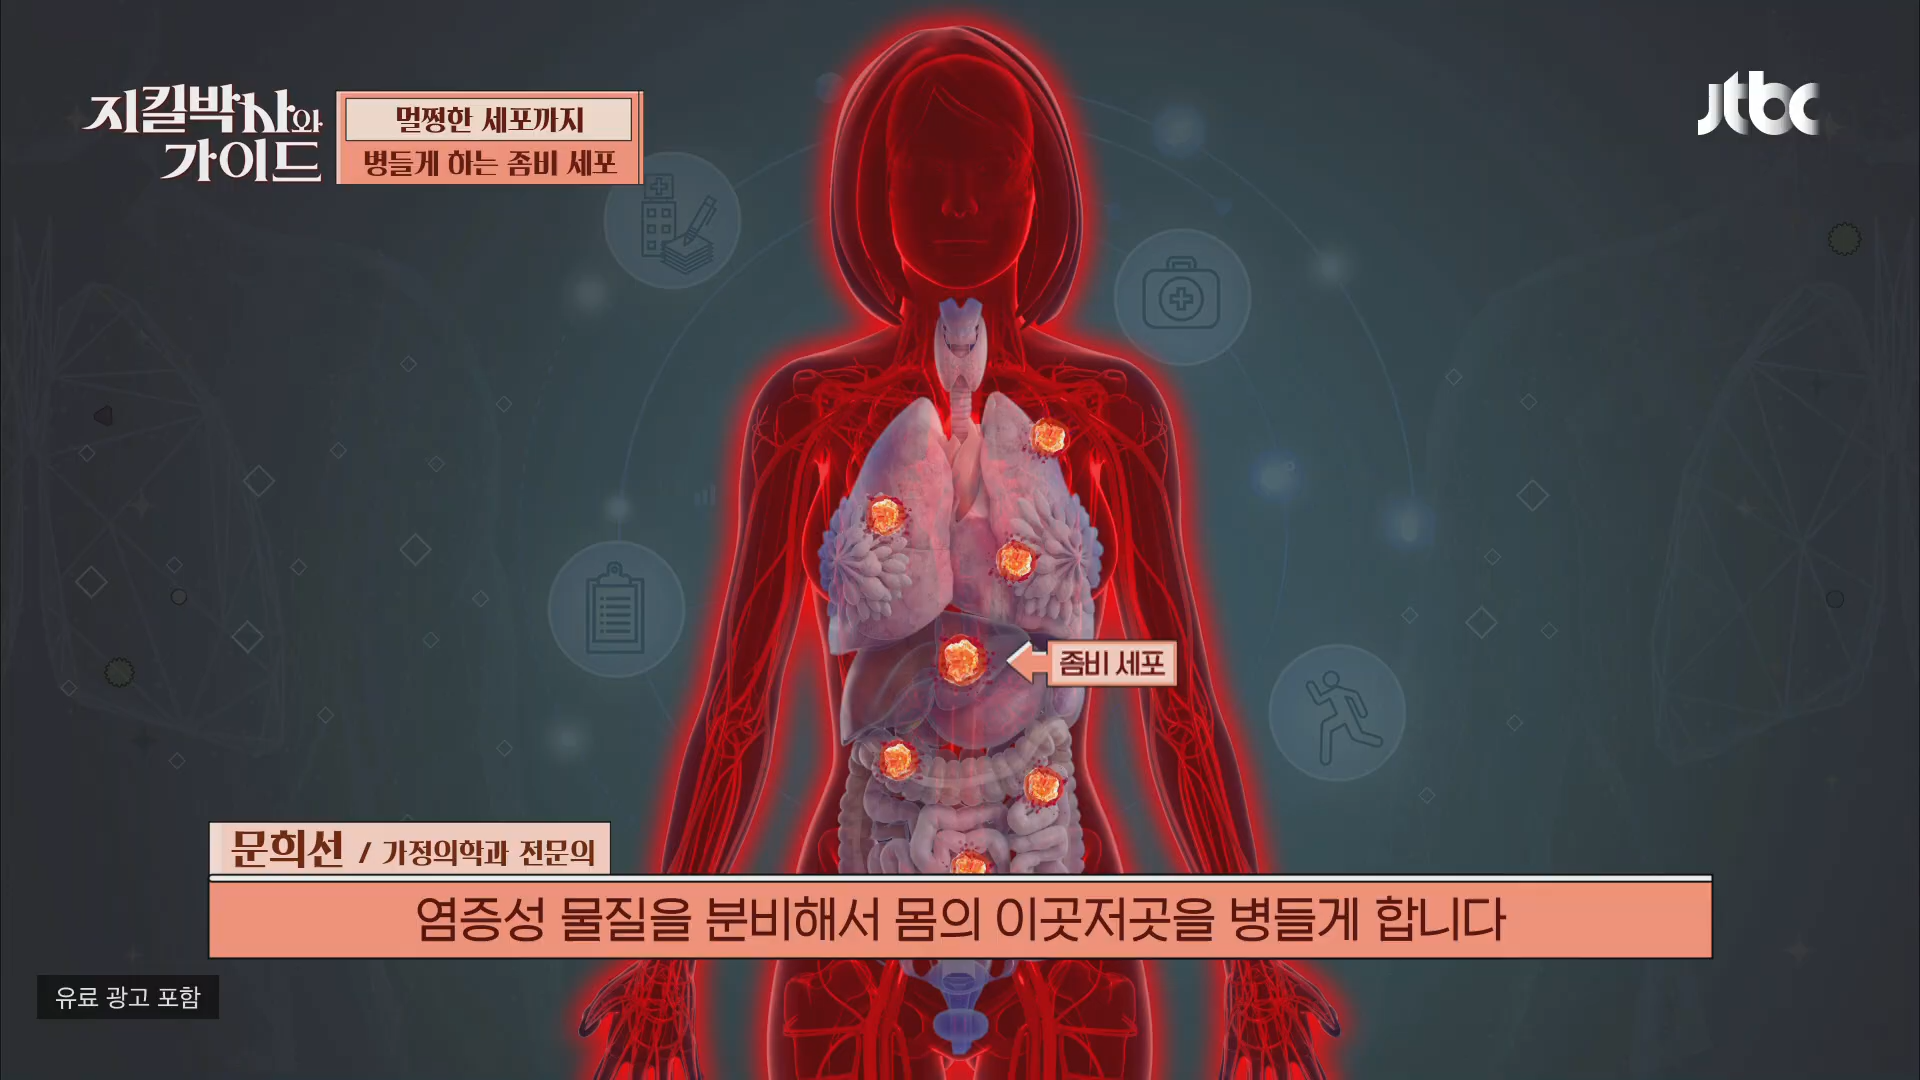 지킬박사와
가이드
멀쩡한 세포까지
병들게 하는 좀비 세포
jtbc
좀비 세포
문희선 / 가정의학과 전문의
염증성 물질을 분비해서 몸의 이곳저곳을 병들게 합니다
유료 광고 포함